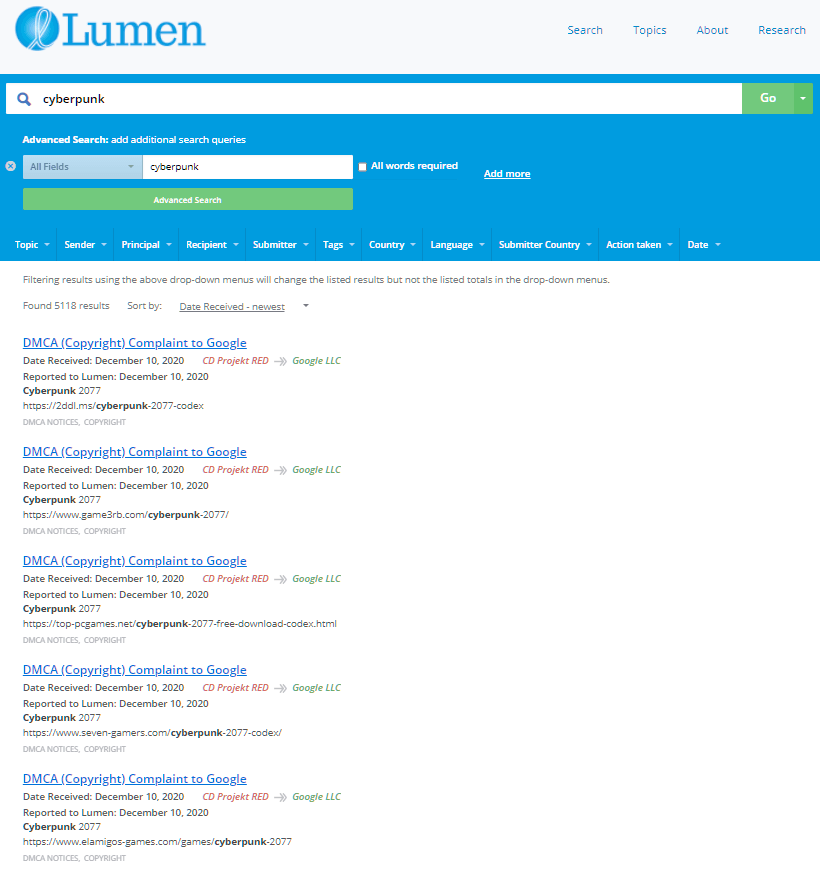 Lumen
Search Topics About Research
cyberpunk Go
Advanced Search: add additional search queries
All Fields cyberpunk All words required Add more
Advanced Search
Topic Sender Principal Recipient Submitter Tags Country Language Submitter Country Action taken Date
Filtering results using the above drop-down menus will change the listed results but not the listed totals in the drop-down menus.
Found 5118 results Sort by: Date Received - newest
DMCA (Copyright) Complaint to Google
Date Received: December 10, 2020 CD Projekt RED Google LLC
Reported to Lumen: December 10, 2020
Cyberpunk 2077
https://2ddl.ms/cyberpunk-2077-codex
DMCA NOTICES, COPYRIGHT
DMCA (Copyright) Complaint to Google
Date Received: December 10, 2020 CD Projekt RED Google LLC
Reported to Lumen: December 10, 2020
Cyberpunk 2077
https://www.game3rb.com/cyberpunk-2077/
DMCA NOTICES, COPYRIGHT
DMCA (Copyright) Complaint to Google
Date Received: December 10, 2020 CD Projekt RED Google LLC
Reported to Lumen: December 10, 2020
Cyberpunk 2077
https://top-pcgames.net/cyberpunk-2077-free-download-codex.html
DMCA NOTICES, COPYRIGHT
DMCA (Copyright) Complaint to Google
Date Received: December 10, 2020 CD Projekt RED Google LLC
Reported to Lumen: December 10, 2020
Cyberpunk 2077
https://www.seven-gamers.com/cyberpunk-2077-codex/
DMCA NOTICES, COPYRIGHT
DMCA (Copyright) Complaint to Google
Date Received: December 10, 2020 CD Projekt RED Google LLC
Reported to Lumen: December 10, 2020
Cyberpunk 2077
https://www.elamigos-games.com/games/cyberpunk-2077
DMCA NOTICES, COPYRIGHT